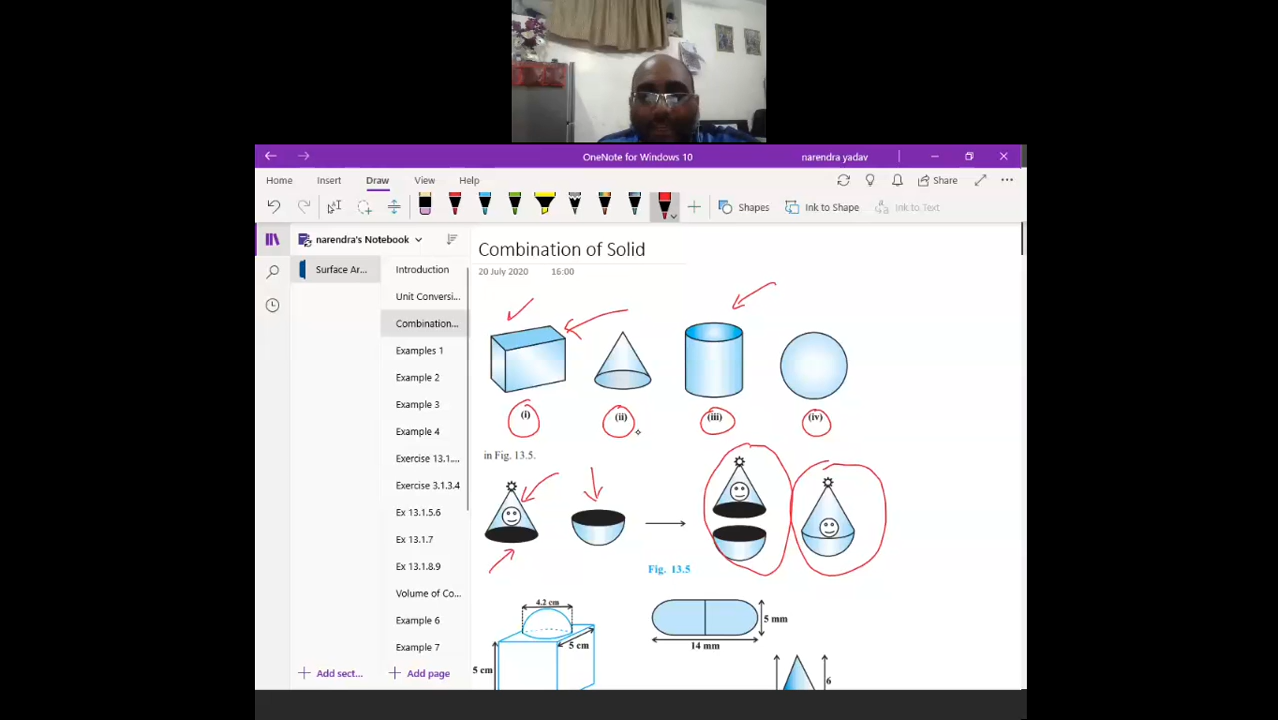 OneNote for Windows 10
narendra yadav
Home
Insert
Draw
View
Help
Share
Shapes
Ink to Shape
Ink to Text
narendra's Notebook
Surface Ar...
Introduction
Unit Conversi...
Combination...
Examples 1
Example 2
Example 3
Example 4
Exercise 13.1....
Exercise 3.1.3.4
Ex 13.1.5.6
Ex 13.1.7
Ex 13.1.8.9
Volume of Co...
Example 6
Example 7
Add sect...
Add page
Combination of Solid
20 July 2020 16:00
(i)
(ii)
(iii)
(iv)
in Fig. 13.5.
Fig. 13.5
4.2 cm
5 cm
5 cm
5 mm
14 mm
6